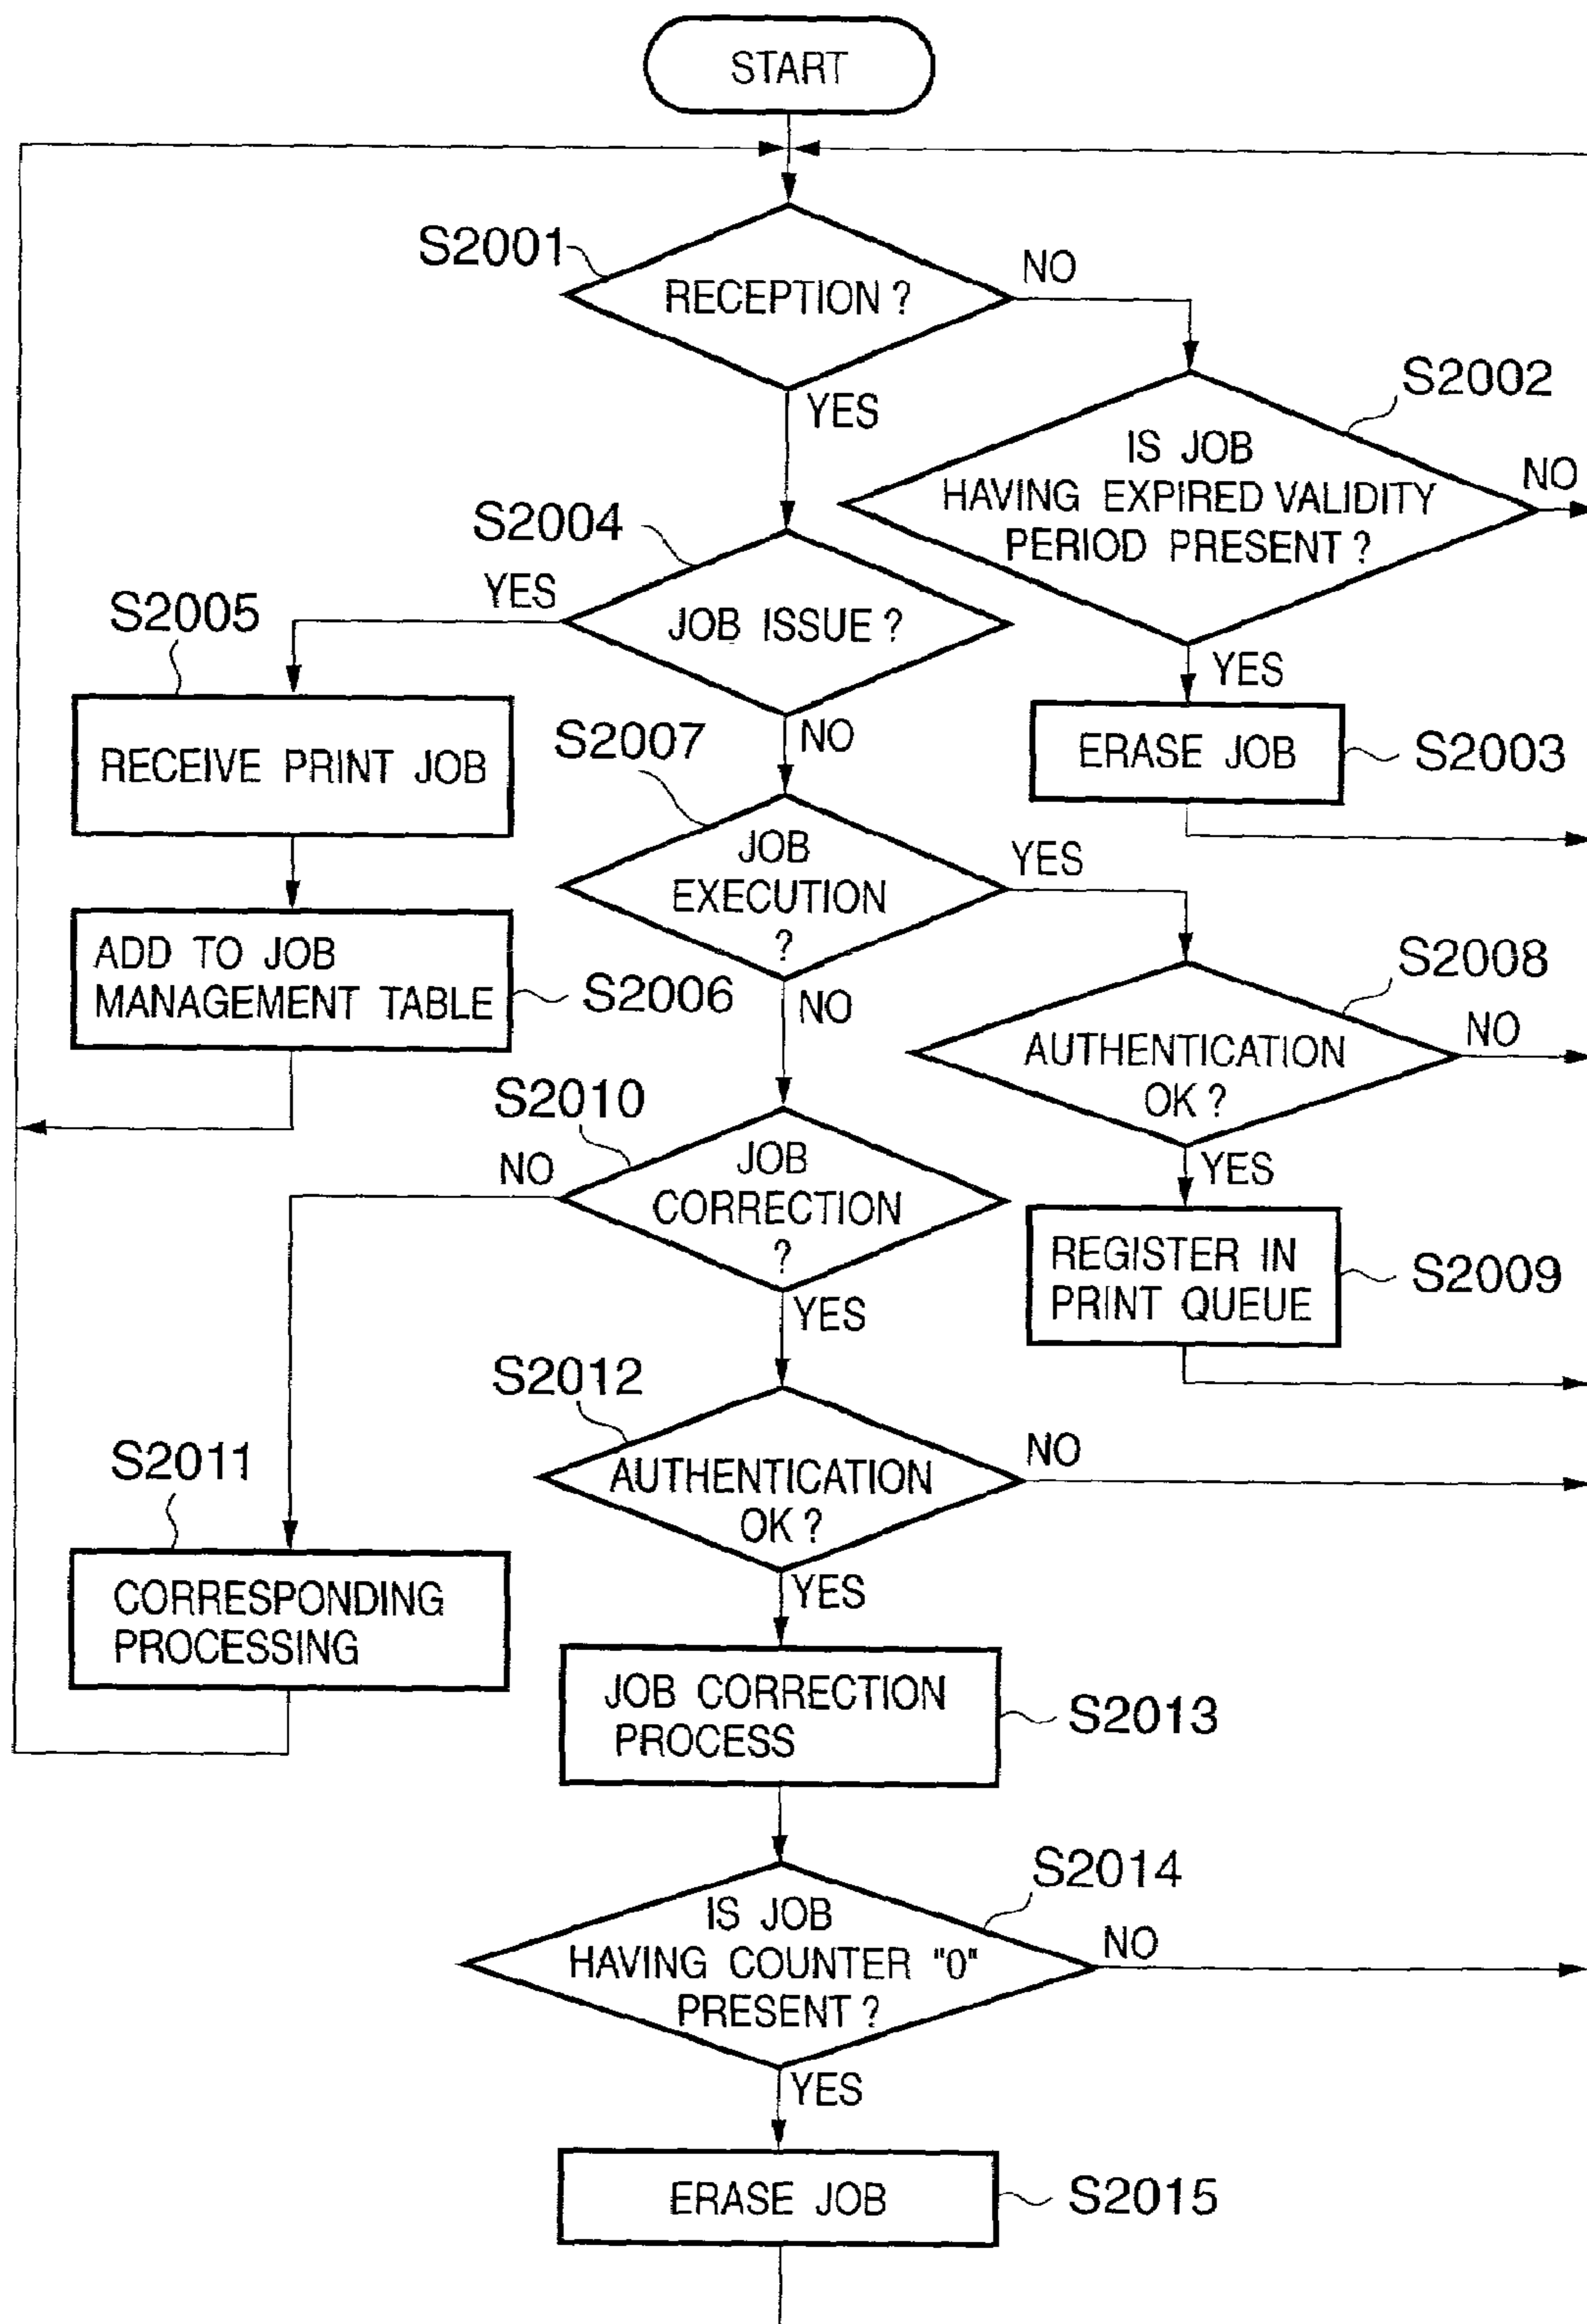 START
S2001
RECEPTION ?
NO
YES
S2002
IS JOB
HAVING EXPIRED VALIDITY
PERIOD PRESENT ?
NO
YES
S2003
ERASE JOB
S2004
JOB ISSUE ?
YES
NO
S2005
RECEIVE PRINT JOB
ADD TO JOB
MANAGEMENT TABLE
S2006
S2007
JOB
EXECUTION
?
YES
NO
S2008
AUTHENTICATION
OK ?
NO
YES
REGISTER IN
PRINT QUEUE
S2009
S2010
JOB
CORRECTION
?
NO
YES
S2011
CORRESPONDING
PROCESSING
S2012
AUTHENTICATION
OK ?
NO
YES
JOB CORRECTION
PROCESS
S2013
S2014
IS JOB
HAVING COUNTER "0"
PRESENT ?
NO
YES
ERASE JOB
S2015